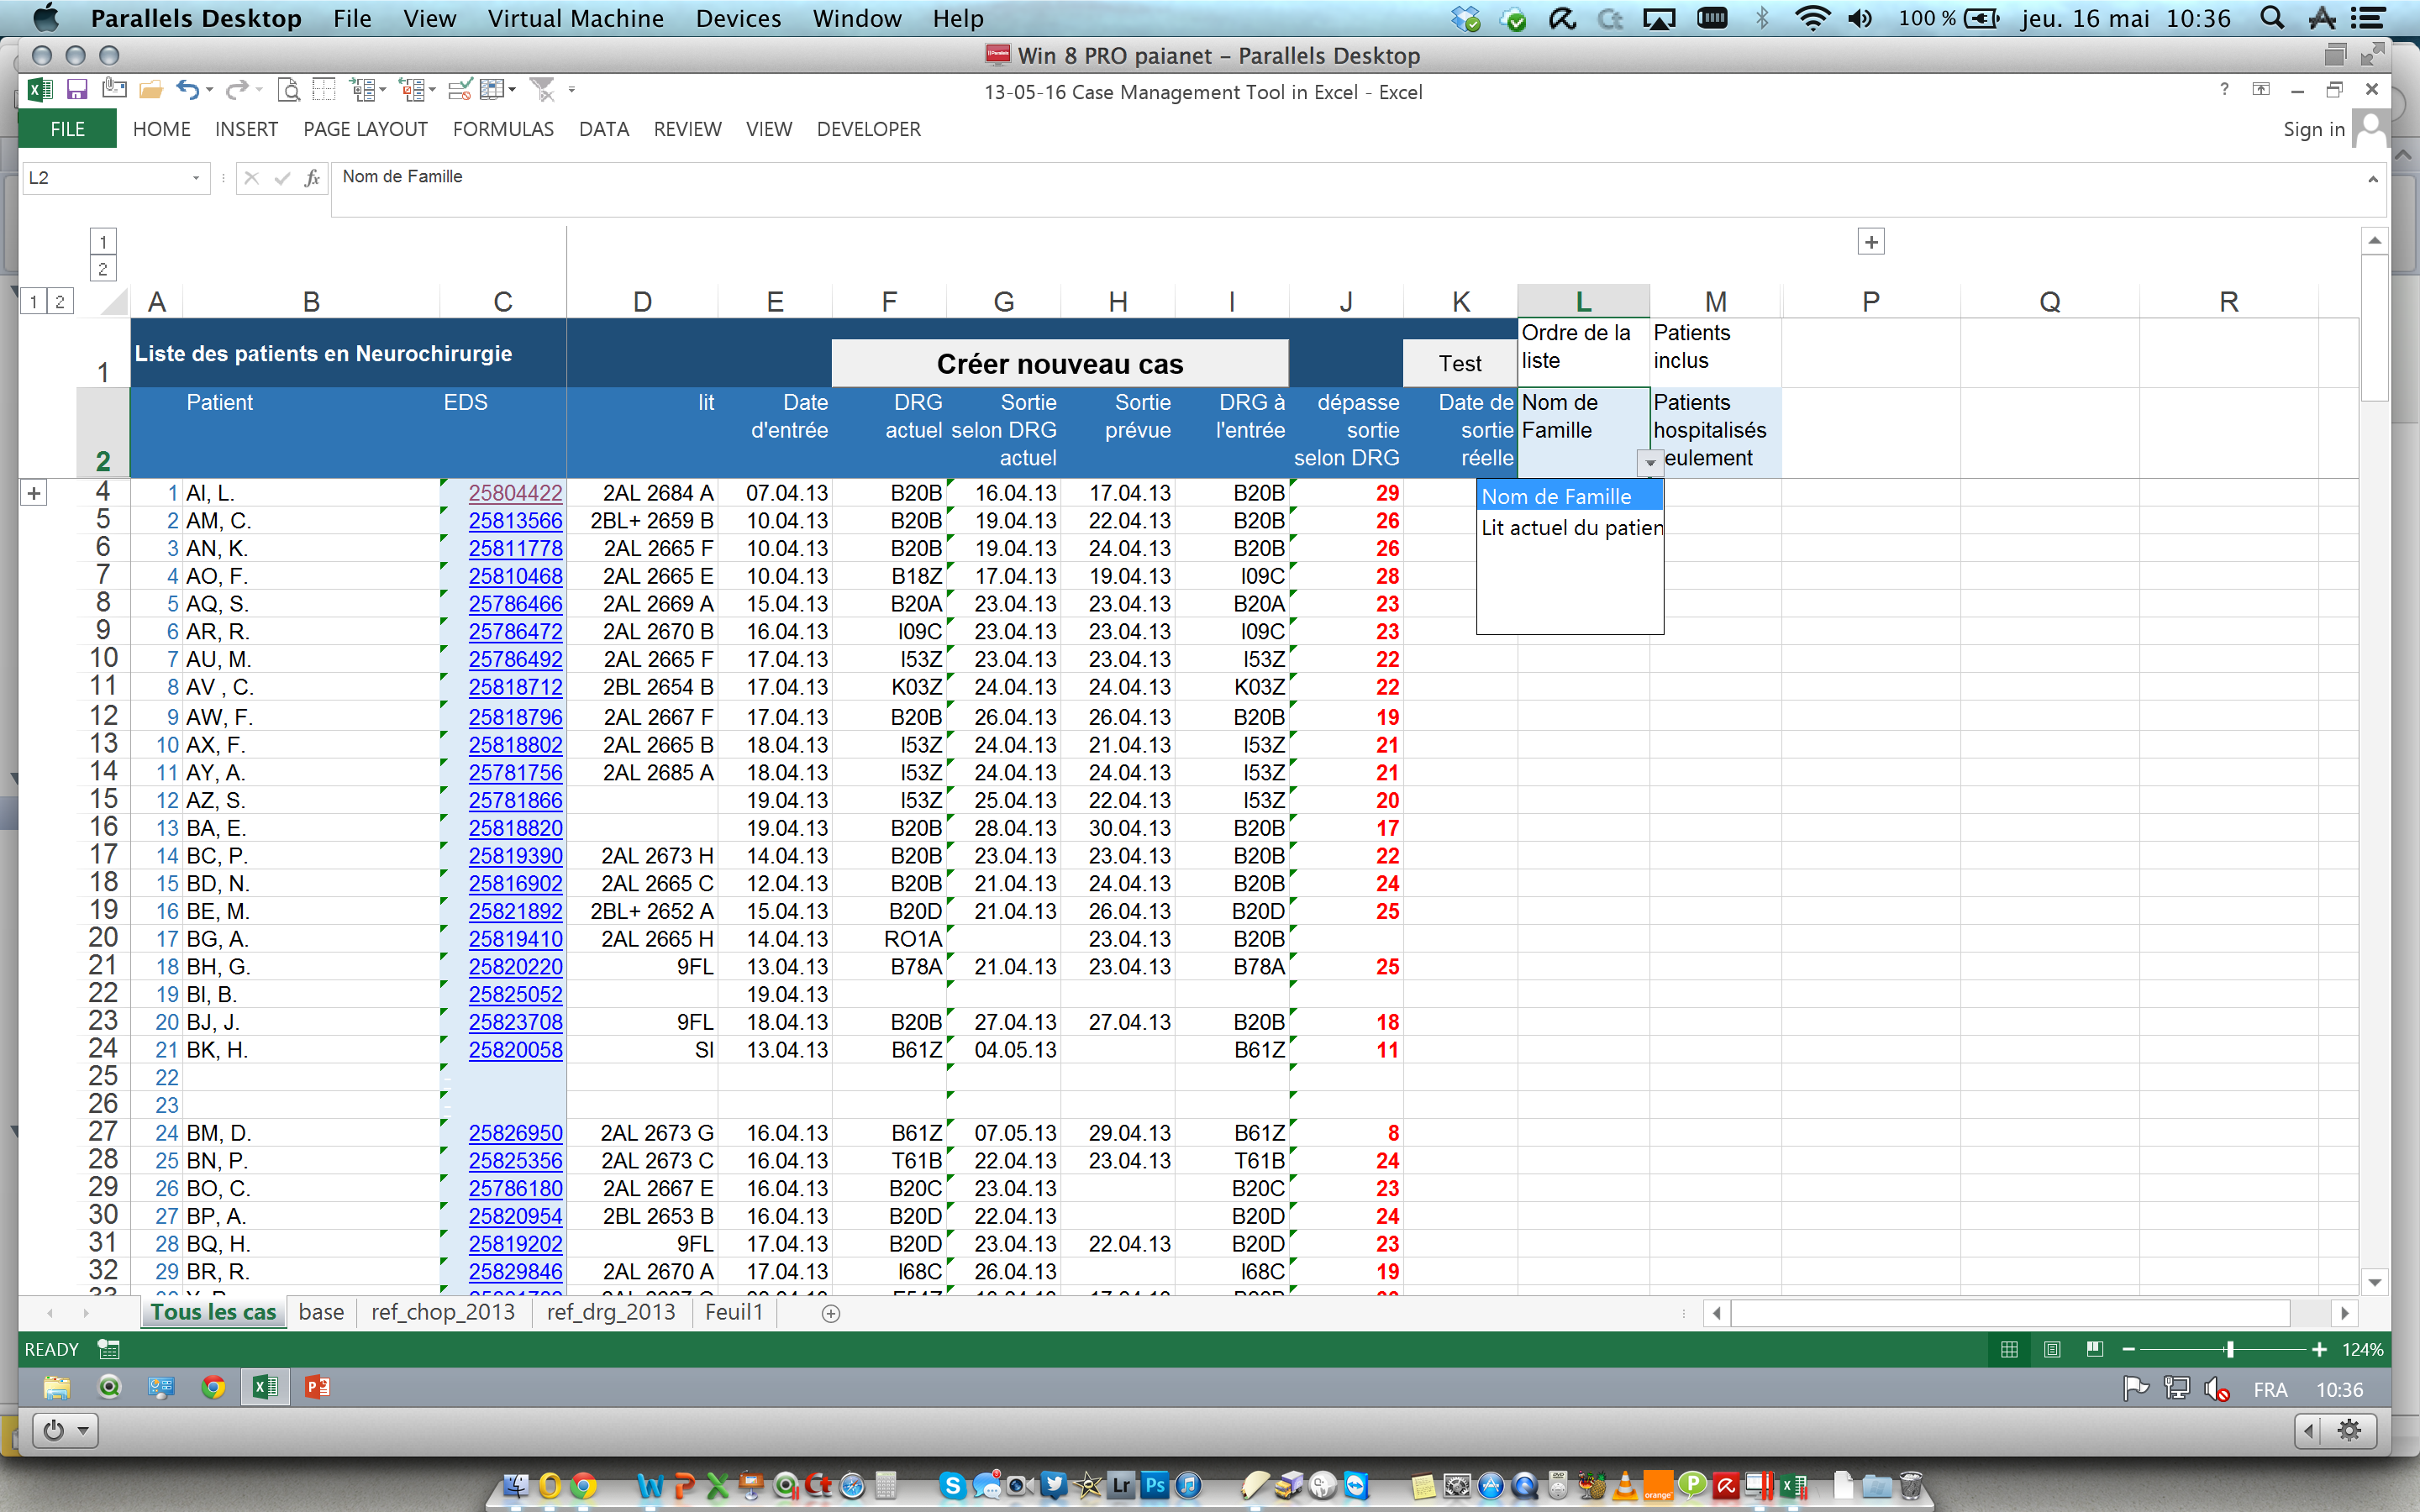 Parallels Desktop File View Virtual Machine Devices Window Help 100 % jeu. 16 mai 10:36
Win 8 PRO paianet – Parallels Desktop
13-05-16 Case Management Tool in Excel - Excel
FILE HOME INSERT PAGE LAYOUT FORMULAS DATA REVIEW VIEW VIEW DEVELOPER Sign in
L2 fx Nom de Famille
1
2
1 2 A B C D E F G H I J K L M P Q R
1 Liste des patients en Neurochirurgie Créer nouveau cas Test Ordre de la liste Patients inclus
2 Patient EDS lit Date d'entrée DRG actuel Sortie selon DRG actuel Sortie prévue DRG à l'entrée dépasse sortie selon DRG Date de sortie réelle Nom de Famille Patients hospitalisés eulement
Nom de Famille
Lit actuel du patien
4 1 AI, L. 25804422 2AL 2684 A 07.04.13 B20B 16.04.13 17.04.13 B20B 29
5 2 AM, C. 25813566 2BL+ 2659 B 10.04.13 B20B 19.04.13 22.04.13 B20B 26
6 3 AN, K. 25811778 2AL 2665 F 10.04.13 B20B 19.04.13 24.04.13 B20B 26
7 4 AO, F. 25810468 2AL 2665 E 10.04.13 B18Z 17.04.13 19.04.13 I09C 28
8 5 AQ, S. 25786466 2AL 2669 A 15.04.13 B20A 23.04.13 23.04.13 B20A 23
9 6 AR, R. 25786472 2AL 2670 B 16.04.13 I09C 23.04.13 23.04.13 I09C 23
10 7 AU, M. 25786492 2AL 2665 F 17.04.13 I53Z 23.04.13 23.04.13 I53Z 22
11 8 AV , C. 25818712 2BL 2654 B 17.04.13 K03Z 24.04.13 24.04.13 K03Z 22
12 9 AW, F. 25818796 2AL 2667 F 17.04.13 B20B 26.04.13 26.04.13 B20B 19
13 10 AX, F. 25818802 2AL 2665 B 18.04.13 I53Z 24.04.13 21.04.13 I53Z 21
14 11 AY, A. 25781756 2AL 2685 A 18.04.13 I53Z 24.04.13 24.04.13 I53Z 21
15 12 AZ, S. 25781866 19.04.13 I53Z 25.04.13 22.04.13 I53Z 20
16 13 BA, E. 25818820 19.04.13 B20B 28.04.13 30.04.13 B20B 17
17 14 BC, P. 25819390 2AL 2673 H 14.04.13 B20B 23.04.13 23.04.13 B20B 22
18 15 BD, N. 25816902 2AL 2665 C 12.04.13 B20B 21.04.13 24.04.13 B20B 24
19 16 BE, M. 25821892 2BL+ 2652 A 15.04.13 B20D 21.04.13 26.04.13 B20D 25
20 17 BG, A. 25819410 2AL 2665 H 14.04.13 RO1A 23.04.13 B20B
21 18 BH, G. 25820220 9FL 13.04.13 B78A 21.04.13 23.04.13 B78A 25
22 19 BI, B. 25825052 19.04.13
23 20 BJ, J. 25823708 9FL 18.04.13 B20B 27.04.13 27.04.13 B20B 18
24 21 BK, H. 25820058 SI 13.04.13 B61Z 04.05.13 B61Z 11
25 22
26 23
27 24 BM, D. 25826950 2AL 2673 G 16.04.13 B61Z 07.05.13 29.04.13 B61Z 8
28 25 BN, P. 25825356 2AL 2673 C 16.04.13 T61B 22.04.13 23.04.13 T61B 24
29 26 BO, C. 25786180 2AL 2667 E 16.04.13 B20C 23.04.13 B20C 23
30 27 BP, A. 25820954 2BL 2653 B 16.04.13 B20D 22.04.13 B20D 24
31 28 BQ, H. 25819202 9FL 17.04.13 B20D 23.04.13 22.04.13 B20D 23
32 29 BR, R. 25829846 2AL 2670 A 17.04.13 I68C 26.04.13 I68C 19
Tous les cas base ref_chop_2013 ref_drg_2013 Feuil1
READY 124%
FRA 10:36
Lr Ps orange